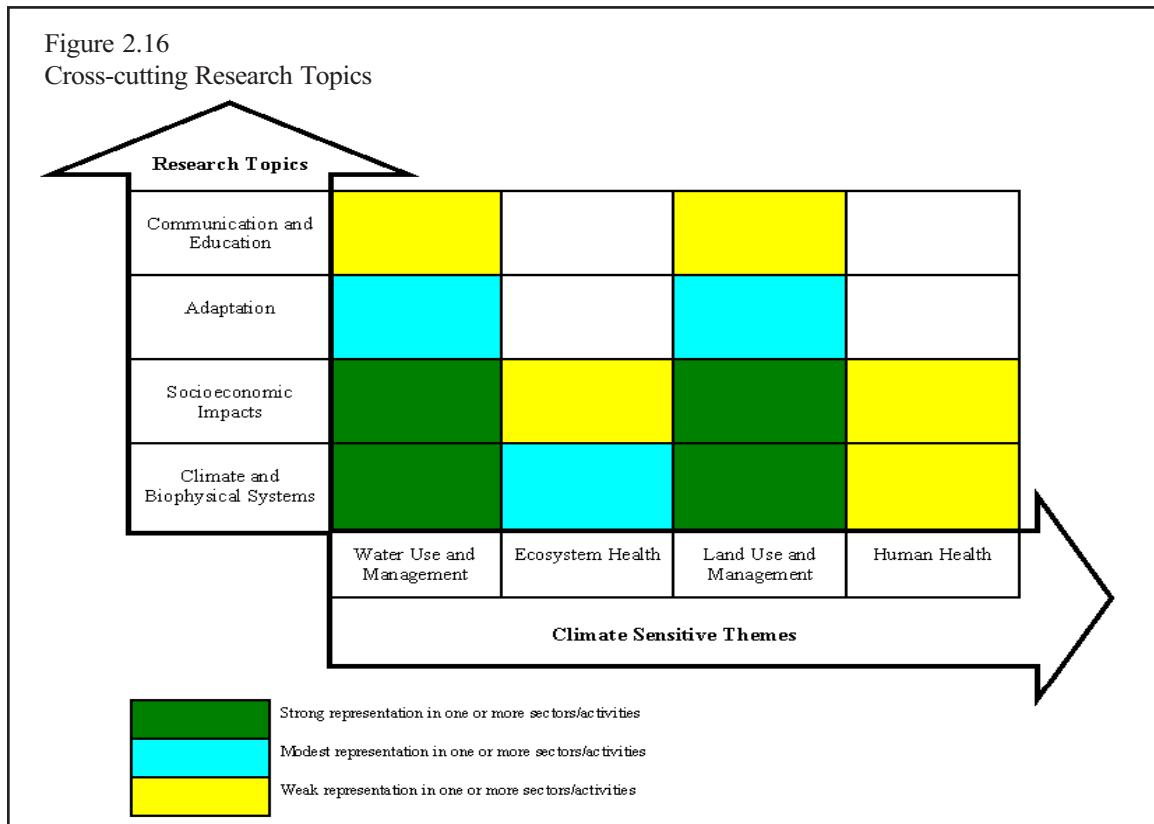 Figure 2.16
Cross-cutting Research Topics
Research Topics
Communication and
Education
Adaptation
Socioeconomic
Impacts
Climate and
Biophysical Systems
Water Use and
Management
Ecosystem Health
Land Use and
Management
Human Health
Climate Sensitive Themes
Strong representation in one or more sectors/activities
Modest representation in one or more sectors/activities
Weak representation in one or more sectors/activities